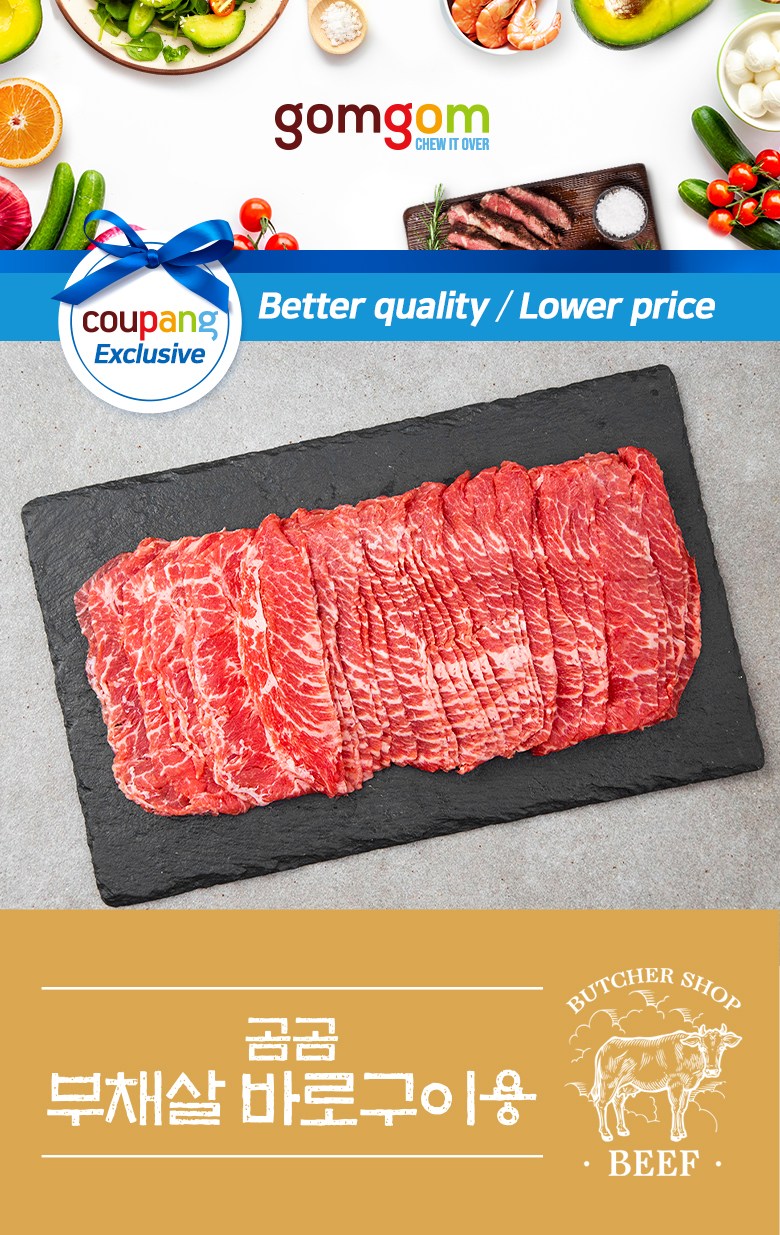 gomgom
CHEW IT OVER
coupang
Exclusive
Better quality / Lower price
곰곰
부채살 바로구이용
BUTCHER SHOP
· BEEF ·